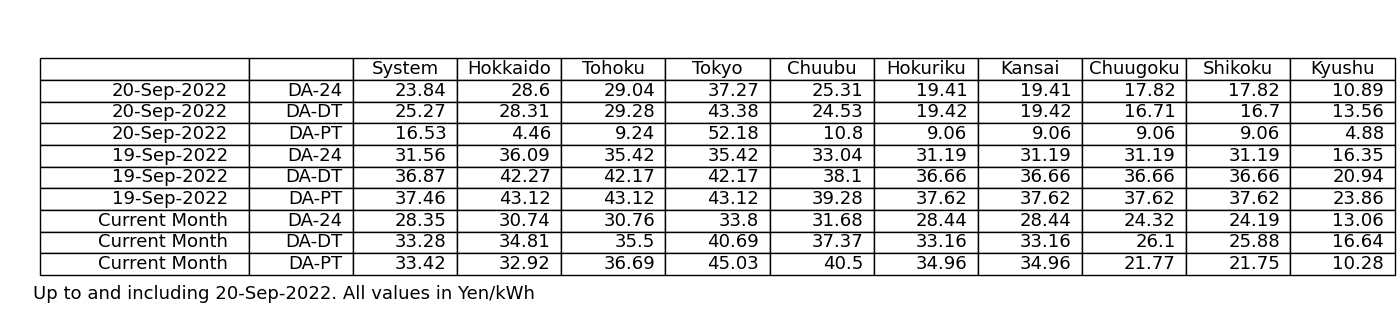 System Hokkaido Tohoku Tokyo Chuubu Hokuriku Kansai Chuugoku Shikoku Kyushu
20-Sep-2022 DA-24 23.84 28.6 29.04 37.27 25.31 19.41 19.41 17.82 17.82 10.89
20-Sep-2022 DA-DT 25.27 28.31 29.28 43.38 24.53 19.42 19.42 16.71 16.7 13.56
20-Sep-2022 DA-PT 16.53 4.46 9.24 52.18 10.8 9.06 9.06 9.06 9.06 4.88
19-Sep-2022 DA-24 31.56 36.09 35.42 35.42 33.04 31.19 31.19 31.19 31.19 16.35
19-Sep-2022 DA-DT 36.87 42.27 42.17 42.17 38.1 36.66 36.66 36.66 36.66 20.94
19-Sep-2022 DA-PT 37.46 43.12 43.12 43.12 39.28 37.62 37.62 37.62 37.62 23.86
Current Month DA-24 28.35 30.74 30.76 33.8 31.68 28.44 28.44 24.32 24.19 13.06
Current Month DA-DT 33.28 34.81 35.5 40.69 37.37 33.16 33.16 26.1 25.88 16.64
Current Month DA-PT 33.42 32.92 36.69 45.03 40.5 34.96 34.96 21.77 21.75 10.28
Up to and including 20-Sep-2022. All values in Yen/kWh